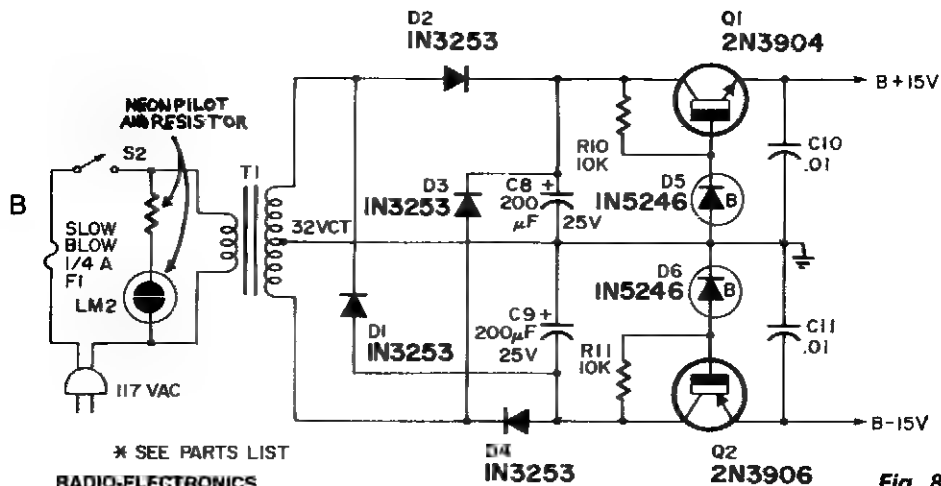 D2
IN3253
Q1
2N3904
B+15V
NEON PILOT
AND RESISTOR
S2
T1
R10
10K
C10
.01
D5
IN5246
B
B
D3
IN3253
C8
200
μF
+
25V
32VCT
SLOW
BLOW
1/4 A
F1
LM2
D6
IN5246
B
C9
200μF
+
25V
D1
IN3253
R11
10K
C11
.01
117 VAC
B-15V
* SEE PARTS LIST
RADIO-ELECTRONICS
D4
IN3253
Q2
2N3906
Fig. 8